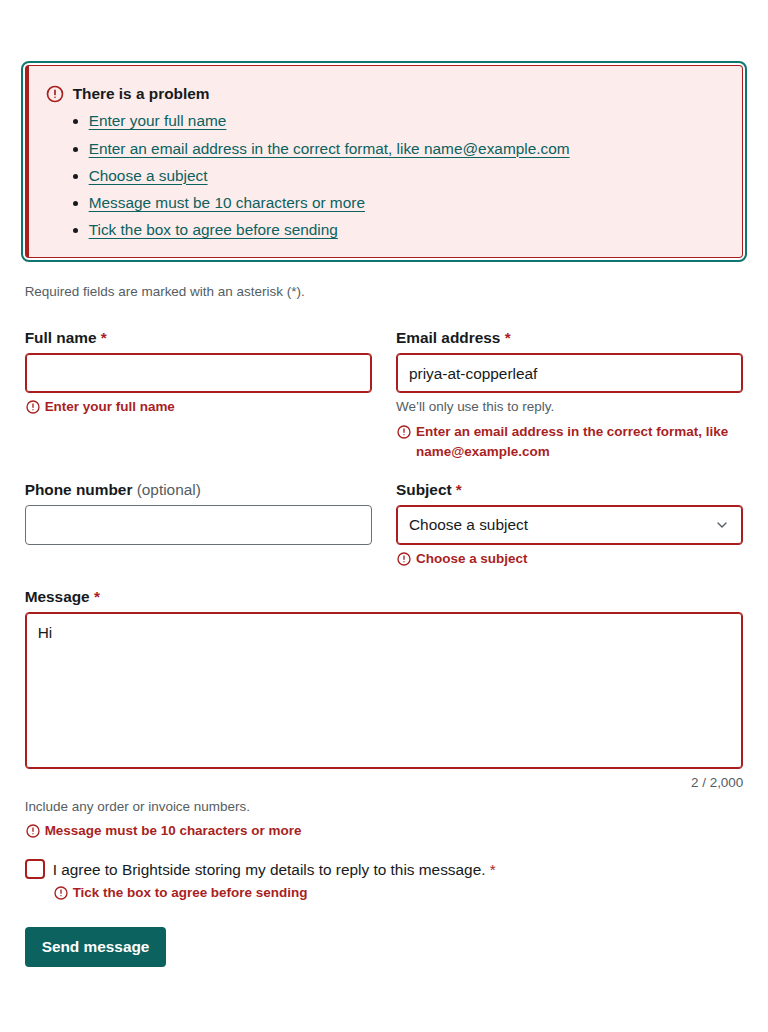 There is a problem
Enter your full name
Enter an email address in the correct format, like name@example.com
Choose a subject
Message must be 10 characters or more
Tick the box to agree before sending
Required fields are marked with an asterisk (*).
Full name *
Enter your full name
Email address *
priya-at-copperleaf
We’ll only use this to reply.
Enter an email address in the correct format, like
name@example.com
Phone number (optional)
Subject *
Choose a subject
Choose a subject
Message *
Hi
2 / 2,000
Include any order or invoice numbers.
Message must be 10 characters or more
I agree to Brightside storing my details to reply to this message. *
Tick the box to agree before sending
Send message